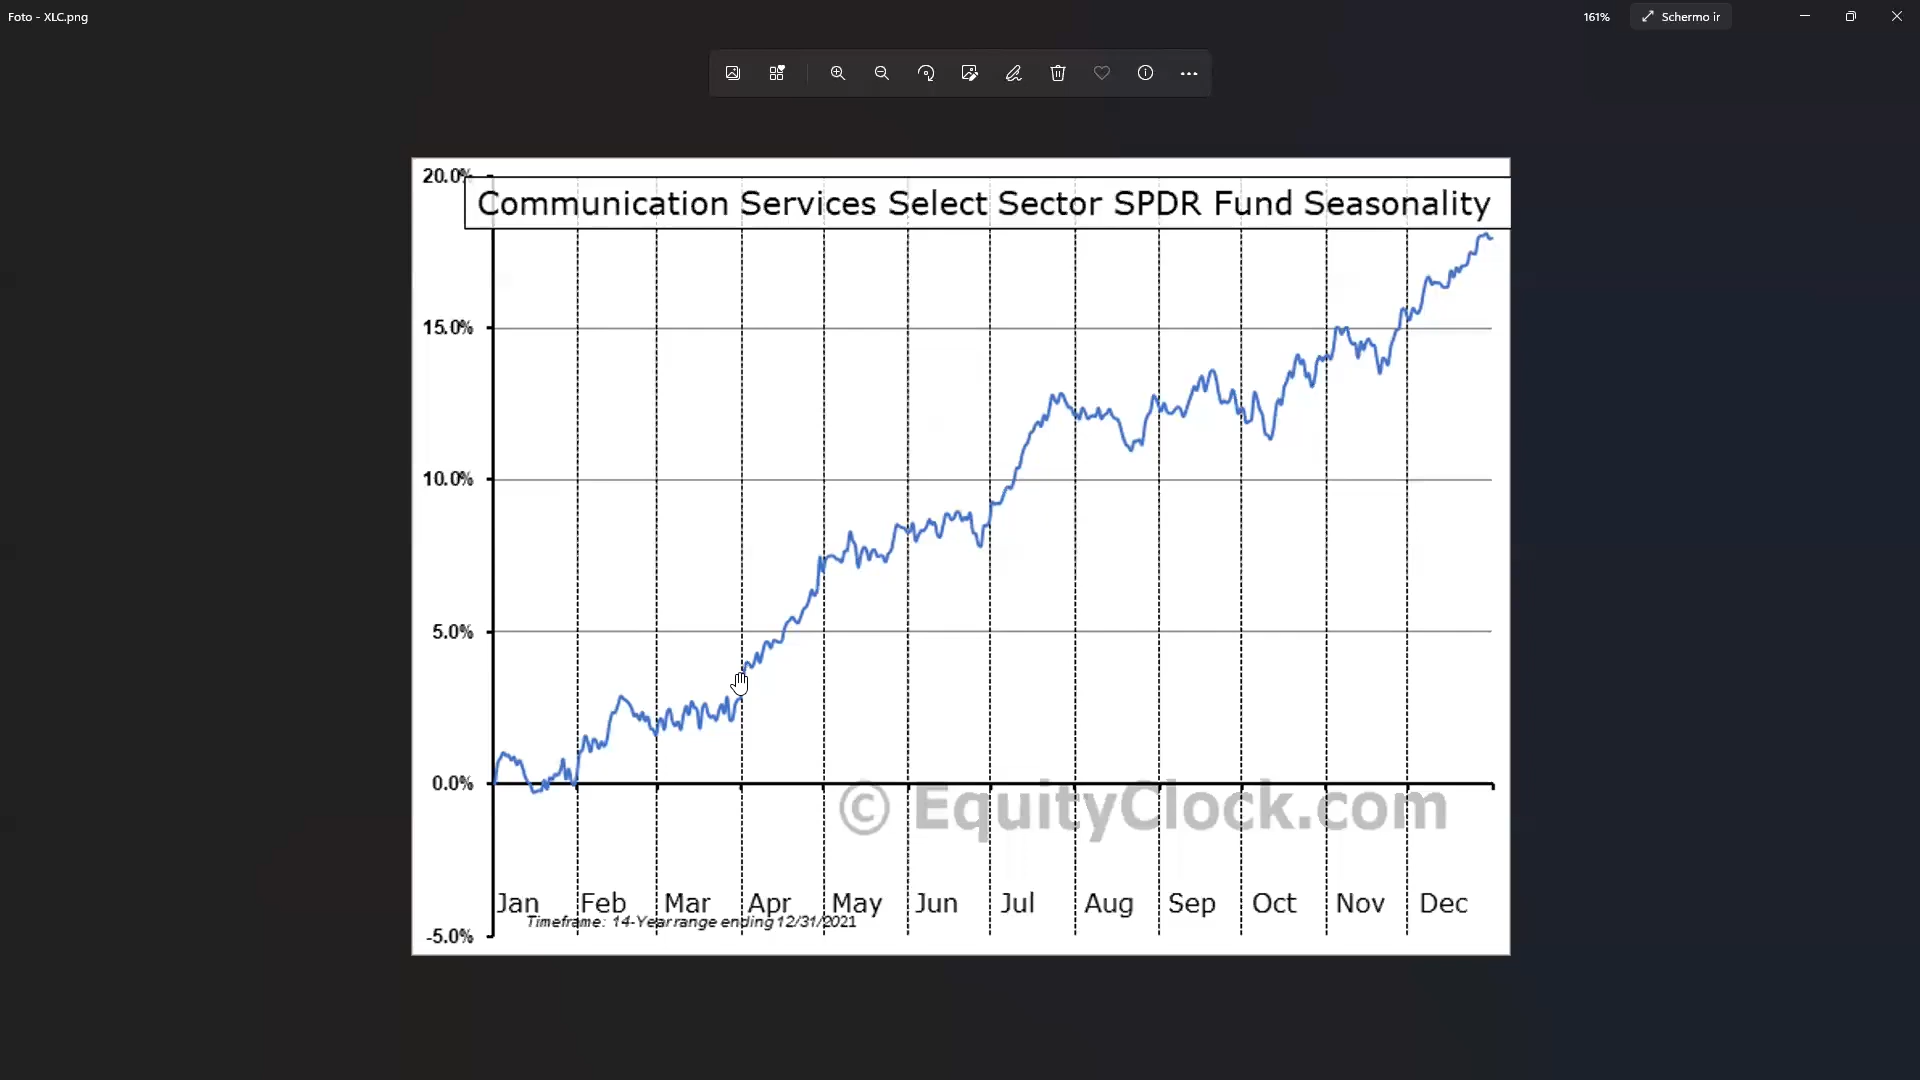 Foto - XLC.png
161%
Schermo ir
20.0%
Communication Services Select Sector SPDR Fund Seasonality
15.0%
10.0%
5.0%
0.0%
© EquityClock.com
Jan Feb Mar Apr May Jun Jul Aug Sep Oct Nov Dec
Timeframe: 14-Year range ending 12/31/2021
-5.0%